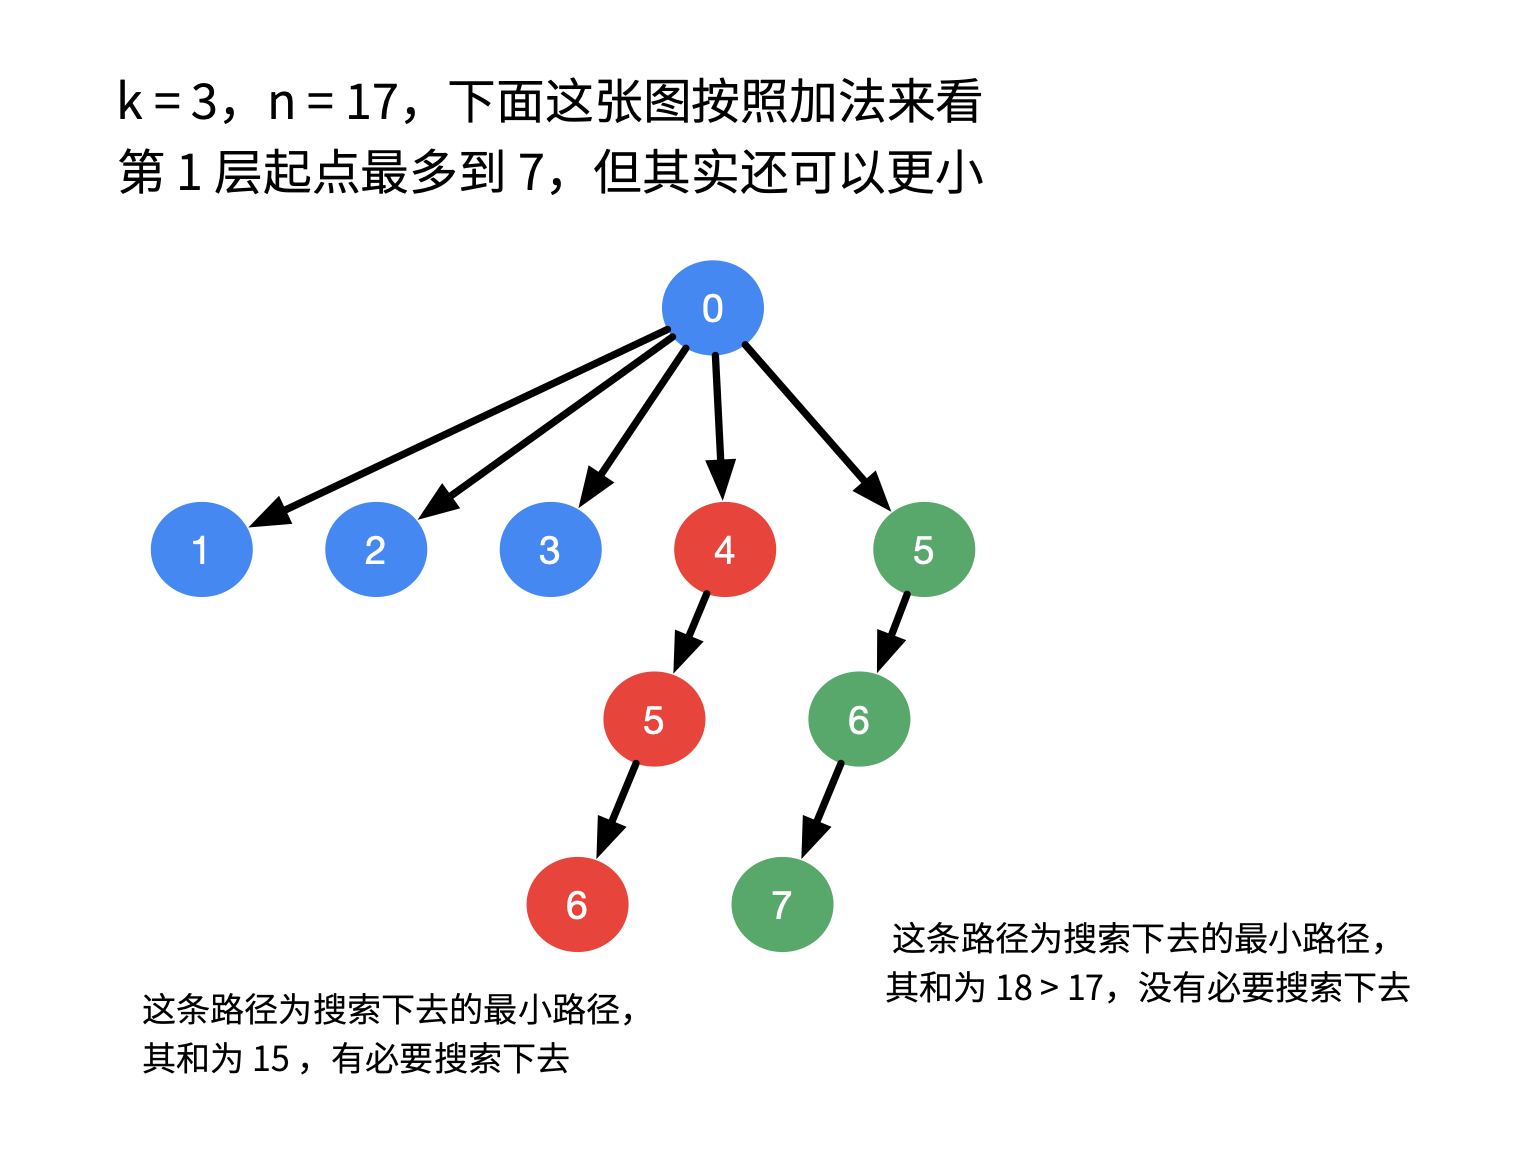 k = 3，n = 17，下面这张图按照加法来看
第 1 层起点最多到 7，但其实还可以更小
0
1
2
3
4
5
5
6
6
7
这条路径为搜索下去的最小路径，
其和为 18 > 17，没有必要搜索下去
这条路径为搜索下去的最小路径，
其和为 15 ，有必要搜索下去